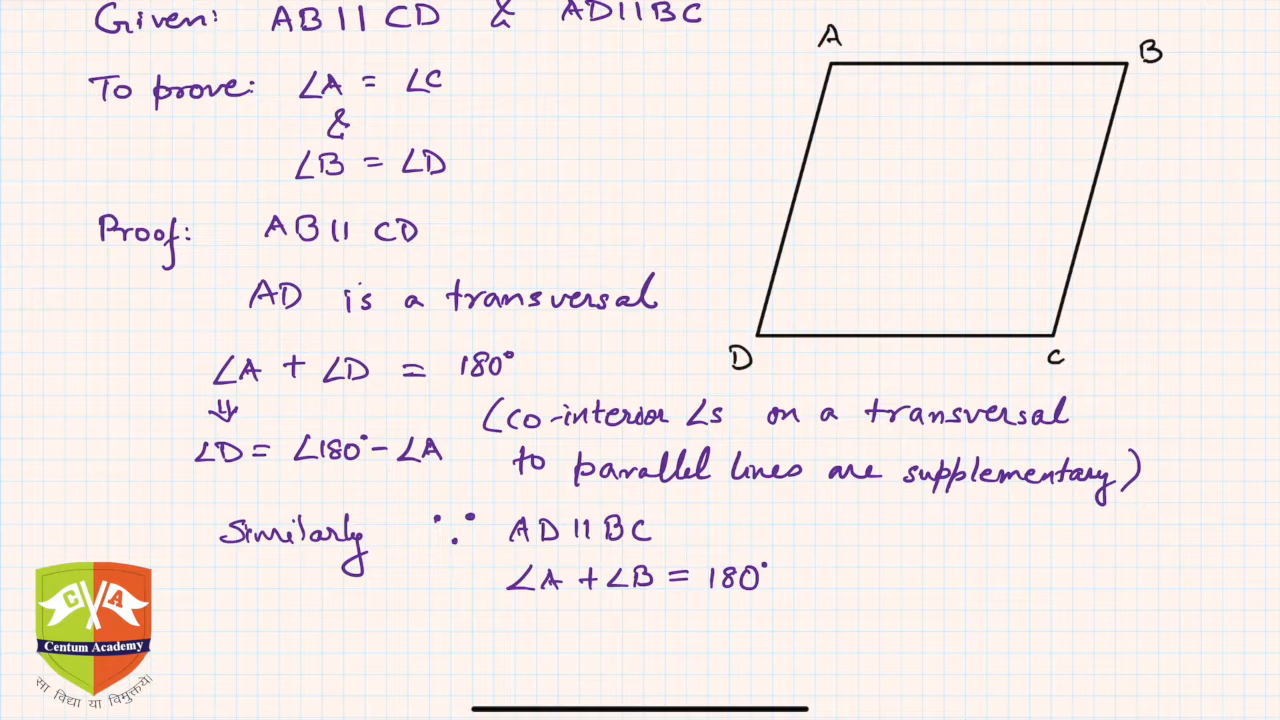 Given: AB || CD & AD || BC
To prove: ∠A = ∠C
&
∠B = ∠D
Proof: AB || CD
AD is a transversal
∠A + ∠D = 180°
⇓
(co-interior ∠s on a transversal
∠D = ∠180° - ∠A
to parallel lines are supplementary)
Similarly ∵ AD || BC
∠A + ∠B = 180°
A
B
D
C
C A
Centum Academy
सा विद्या या विमुक्तये।